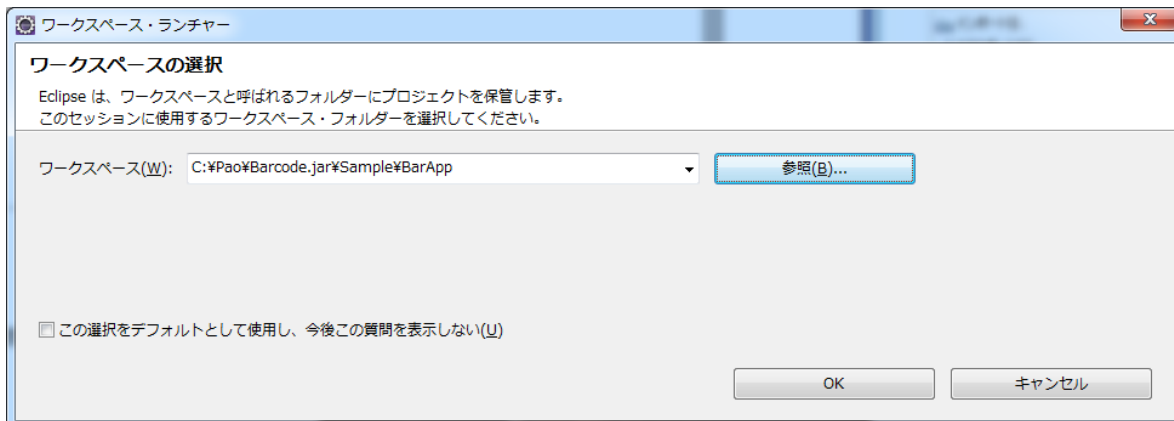 ワークスペース・ランチャー
ワークスペースの選択
Eclipse は、ワークスペースと呼ばれるフォルダーにプロジェクトを保管します。
このセッションに使用するワークスペース・フォルダーを選択してください。
ワークスペース(W): C:¥Pao¥Barcode.jar¥Sample¥BarApp 参照(B)...
この選択をデフォルトとして使用し、今後この質問を表示しない(U)
OK キャンセル